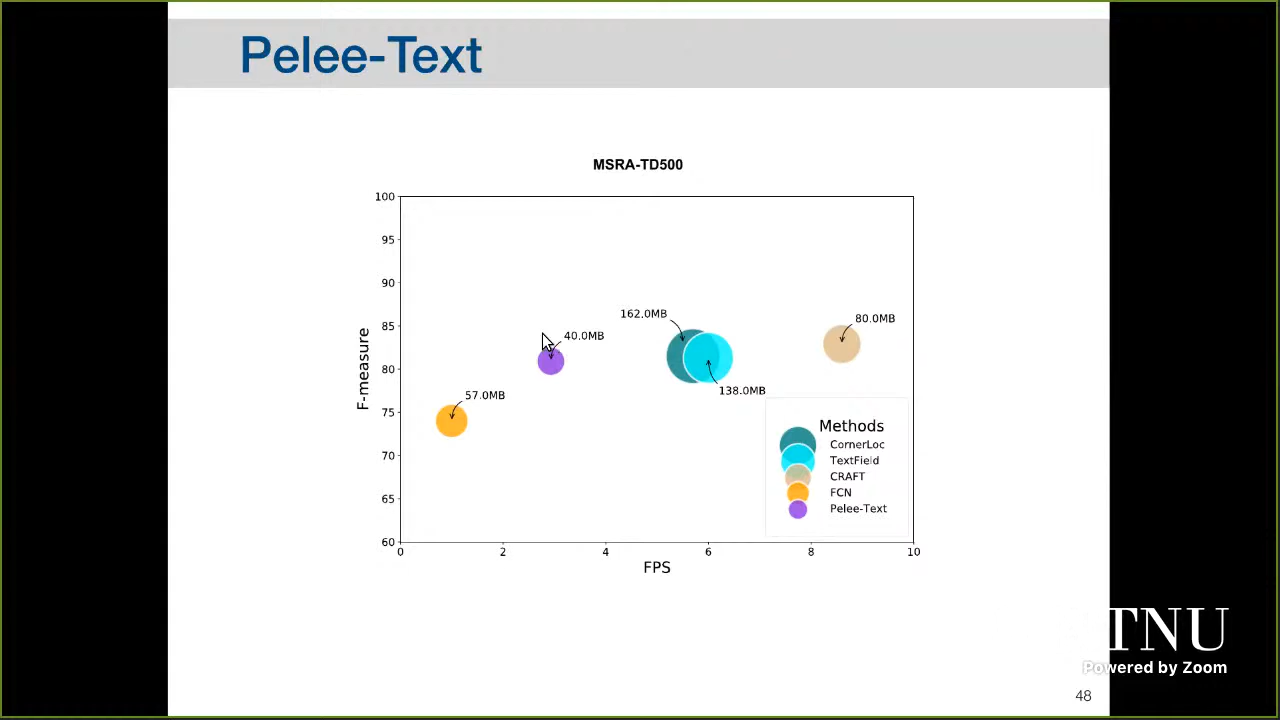 Pelee-Text
MSRA-TD500
100
95
90
85
80
75
70
65
60
F-measure
162.0MB
80.0MB
40.0MB
138.0MB
57.0MB
Methods
CornerLoc
TextField
CRAFT
FCN
Pelee-Text
0
2
4
6
8
10
FPS
TNU
Powered by Zoom
48